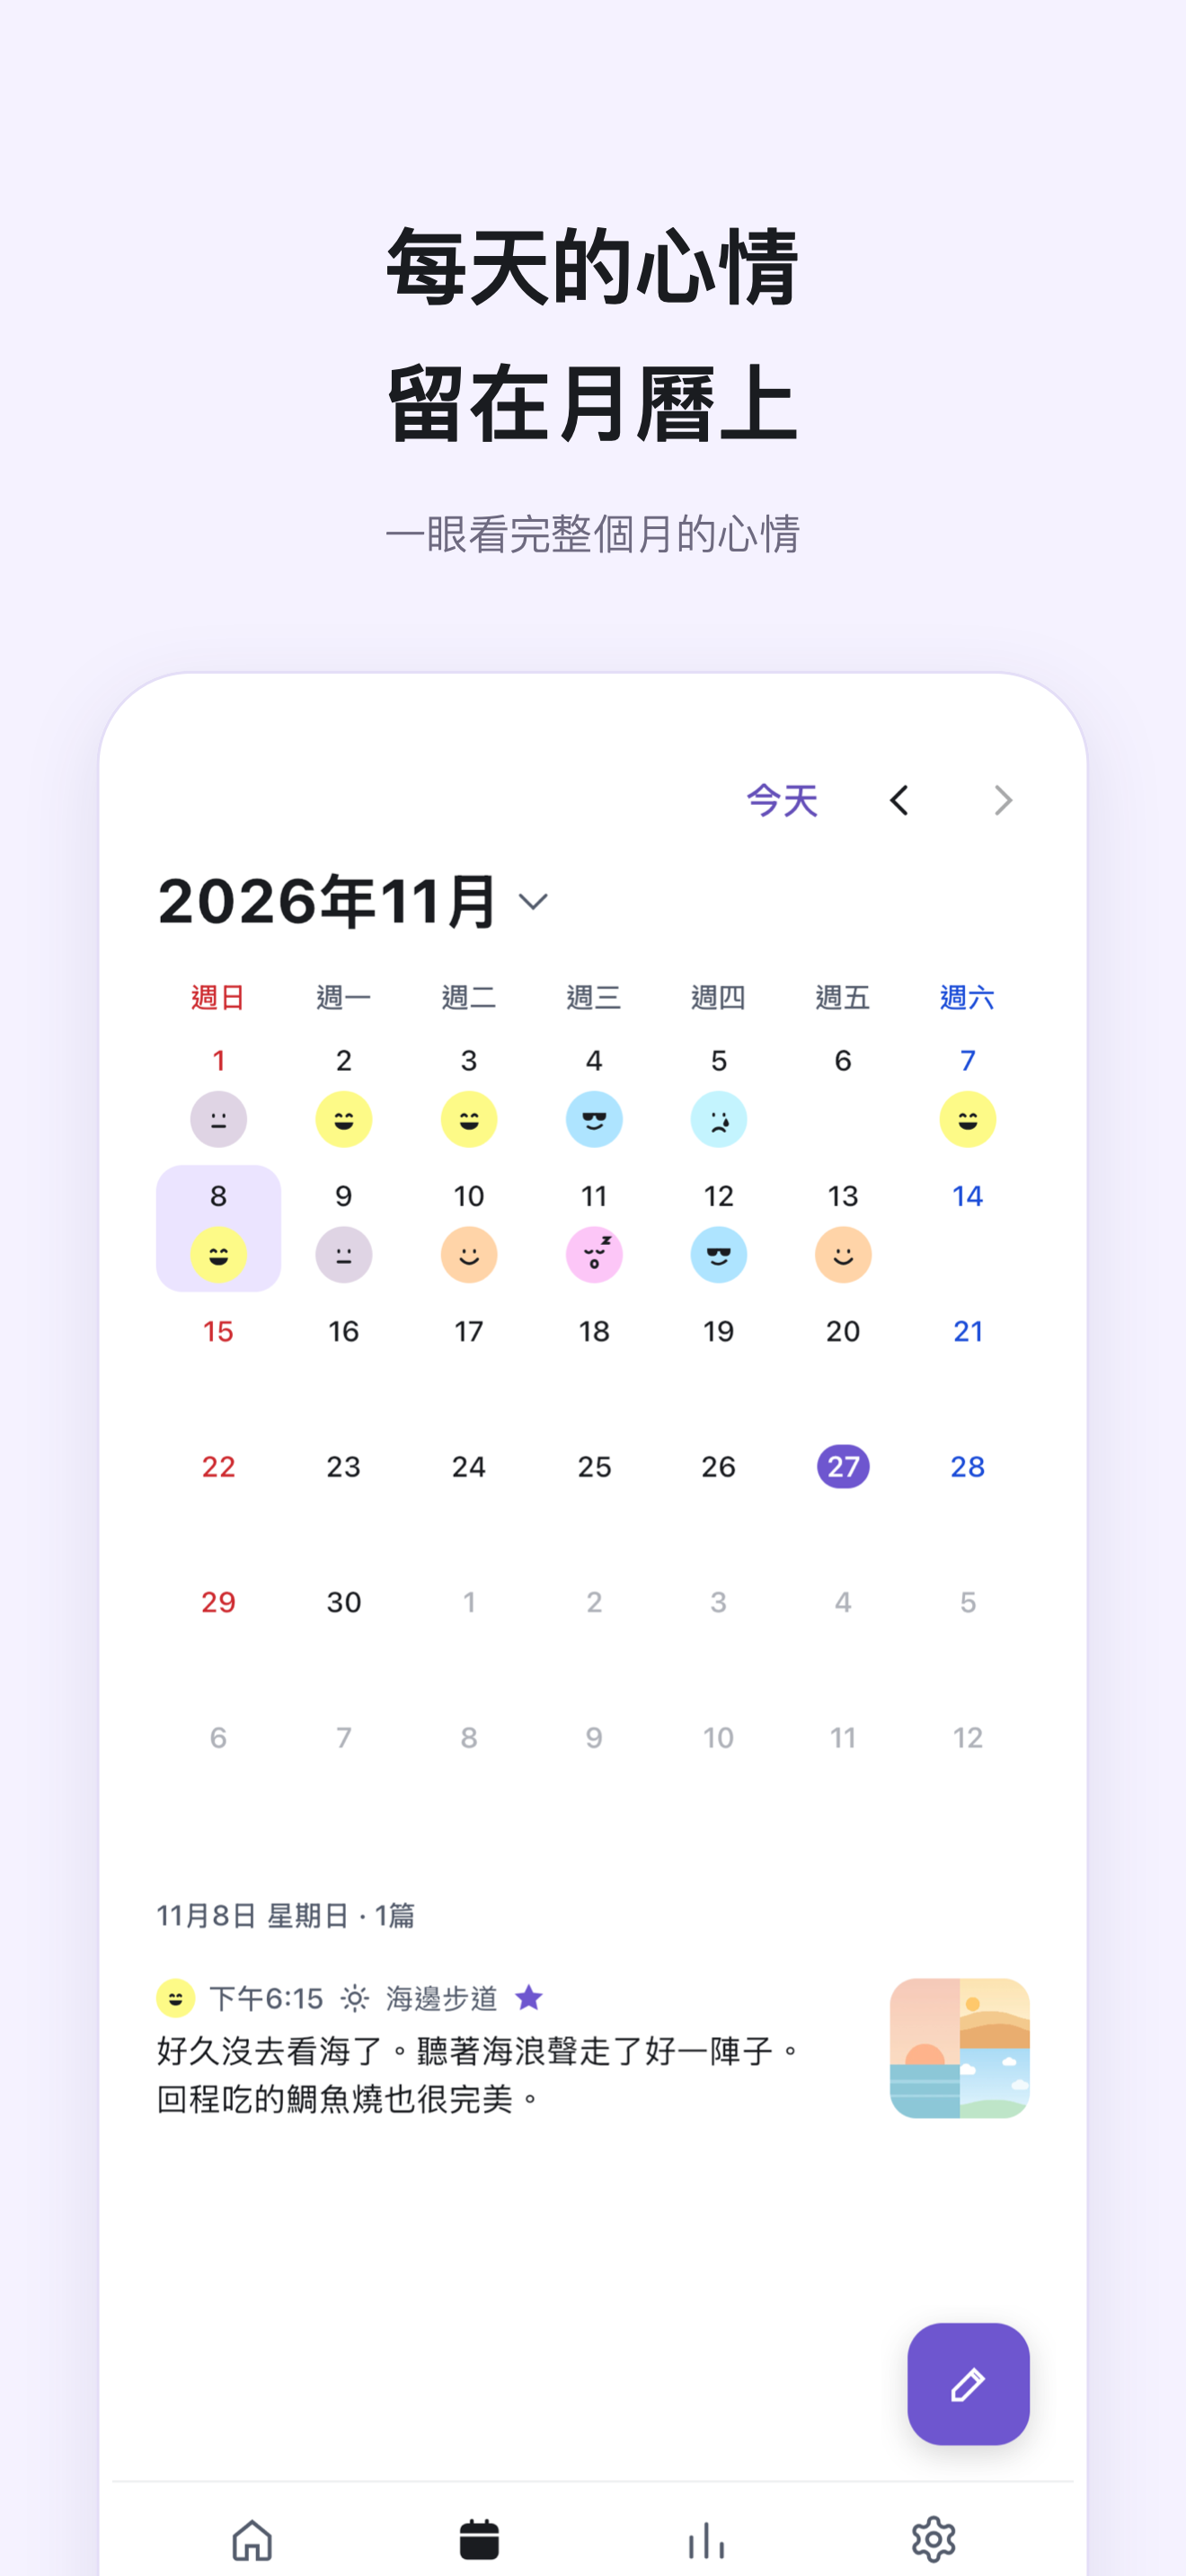 每天的心情
留在月曆上
一眼看完整個月的心情
今天
2026年11月
週日 週一 週二 週三 週四 週五 週六
1 2 3 4 5 6 7
8 9 10 11 12 13 14
15 16 17 18 19 20 21
22 23 24 25 26 27 28
29 30 1 2 3 4 5
6 7 8 9 10 11 12
11月8日 星期日 · 1篇
下午6:15 海邊步道
好久沒去看海了。聽著海浪聲走了好一陣子。
回程吃的鯛魚燒也很完美。